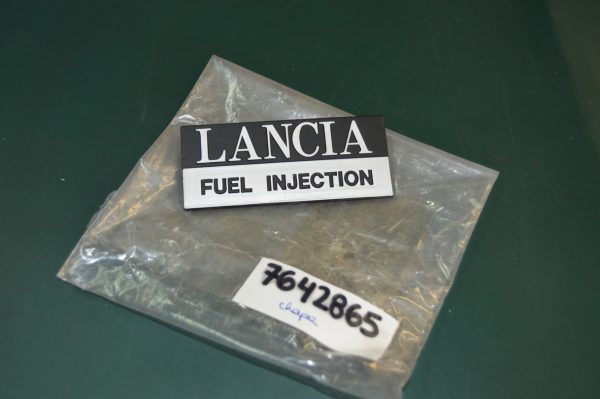 LANCIA
FUEL INJECTION
7642865
chapa